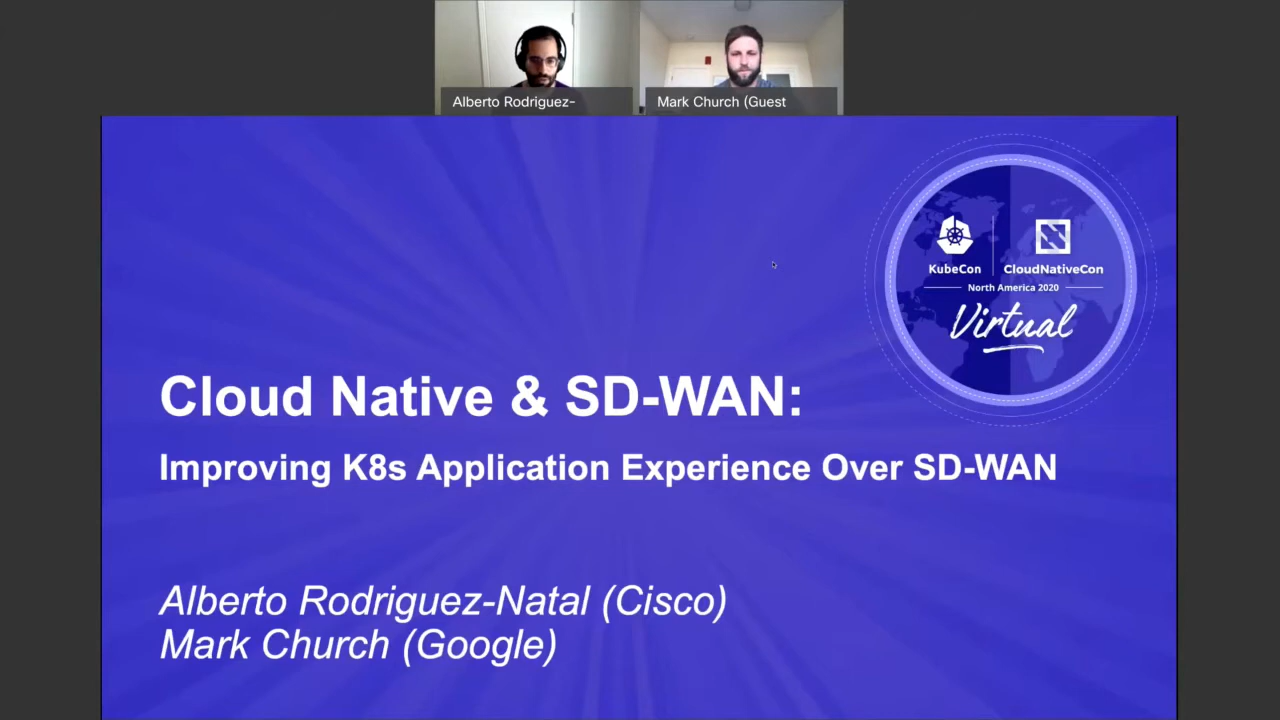 Alberto Rodriguez-
Mark Church (Guest
KubeCon
CloudNativeCon
North America 2020
Virtual
Cloud Native & SD-WAN:
Improving K8s Application Experience Over SD-WAN
Alberto Rodriguez-Natal (Cisco)
Mark Church (Google)